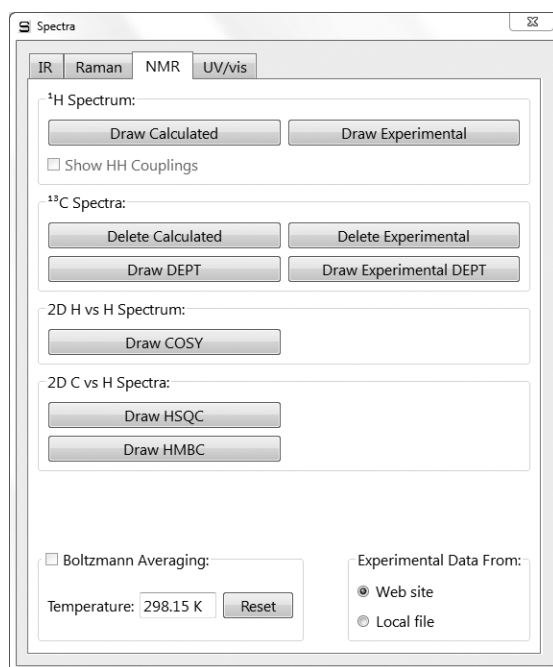 S Spectra
IR Raman NMR UV/vis
¹H Spectrum:
Draw Calculated Draw Experimental
Show HH Couplings
¹³C Spectra:
Delete Calculated Delete Experimental
Draw DEPT Draw Experimental DEPT
2D H vs H Spectrum:
Draw COSY
2D C vs H Spectra:
Draw HSQC
Draw HMBC
Boltzmann Averaging: Experimental Data From:
Web site
Temperature: 298.15 K Reset
Local file